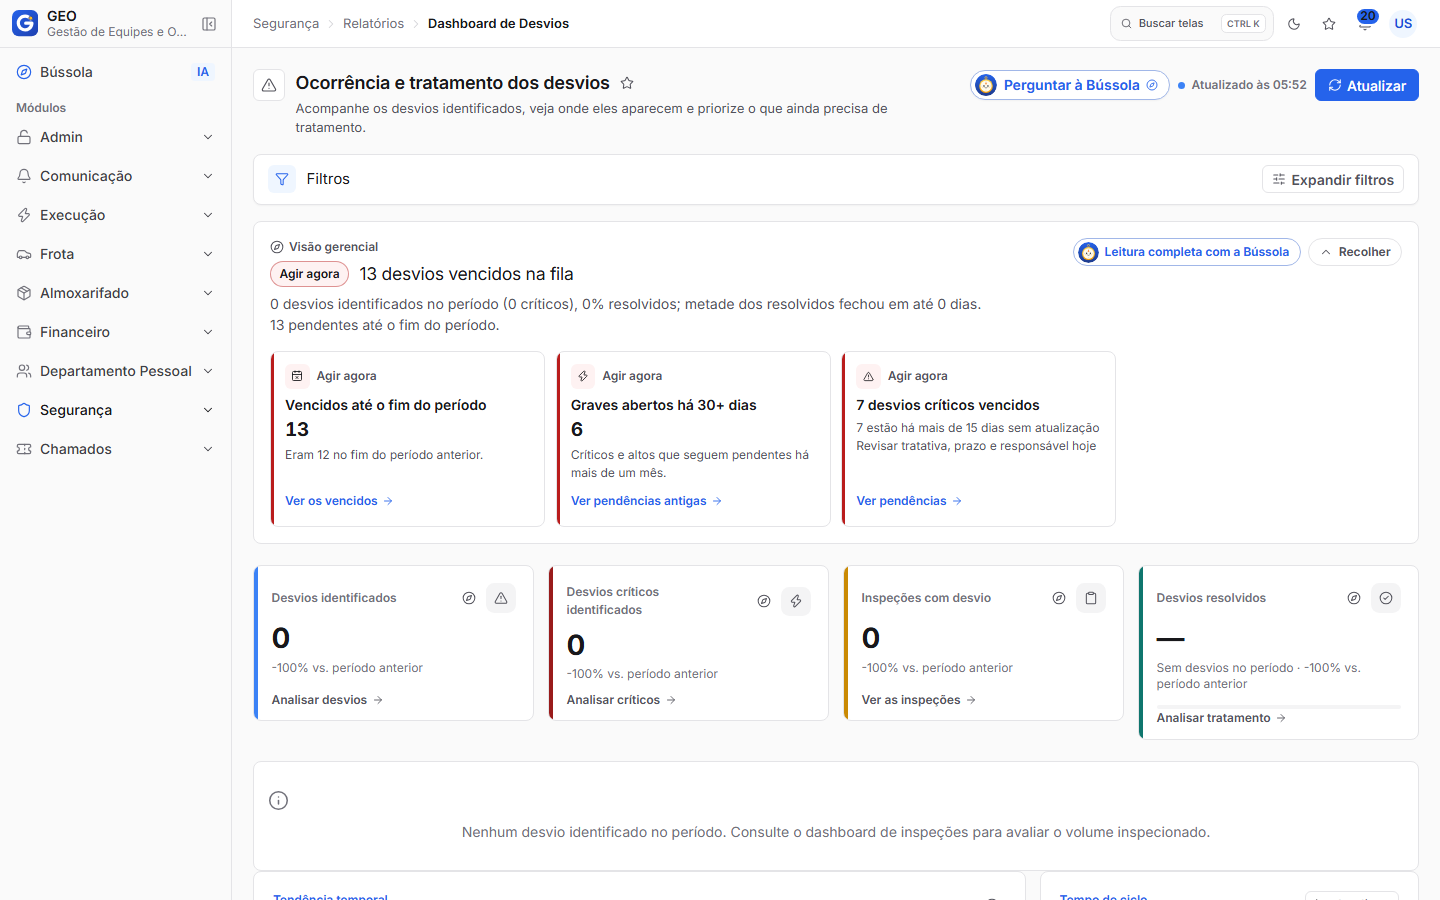 GEO
Gestão de Equipes e O...
Segurança
Relatórios
Dashboard de Desvios
Buscar telas
CTRL K
20
US
Bússola
IA
Módulos
Admin
Comunicação
Execução
Frota
Almoxarifado
Financeiro
Departamento Pessoal
Segurança
Chamados
Ocorrência e tratamento dos desvios
Acompanhe os desvios identificados, veja onde eles aparecem e priorize o que ainda precisa de
tratamento.
Perguntar à Bússola
Atualizado às 05:52
Atualizar
Filtros
Expandir filtros
Visão gerencial
Leitura completa com a Bússola
Recolher
Agir agora
13 desvios vencidos na fila
0 desvios identificados no período (0 críticos), 0% resolvidos; metade dos resolvidos fechou em até 0 dias.
13 pendentes até o fim do período.
Agir agora
Vencidos até o fim do período
13
Eram 12 no fim do período anterior.
Ver os vencidos
Agir agora
Graves abertos há 30+ dias
6
Críticos e altos que seguem pendentes há
mais de um mês.
Ver pendências antigas
Agir agora
7 desvios críticos vencidos
7 estão há mais de 15 dias sem atualização
Revisar tratativa, prazo e responsável hoje
Ver pendências
Desvios identificados
0
-100% vs. período anterior
Analisar desvios
Desvios críticos
identificados
0
-100% vs. período anterior
Analisar críticos
Inspeções com desvio
0
-100% vs. período anterior
Ver as inspeções
Desvios resolvidos
—
Sem desvios no período · -100% vs.
período anterior
Analisar tratamento
Nenhum desvio identificado no período. Consulte o dashboard de inspeções para avaliar o volume inspecionado.
Tendência temporal
Tempo de ciclo